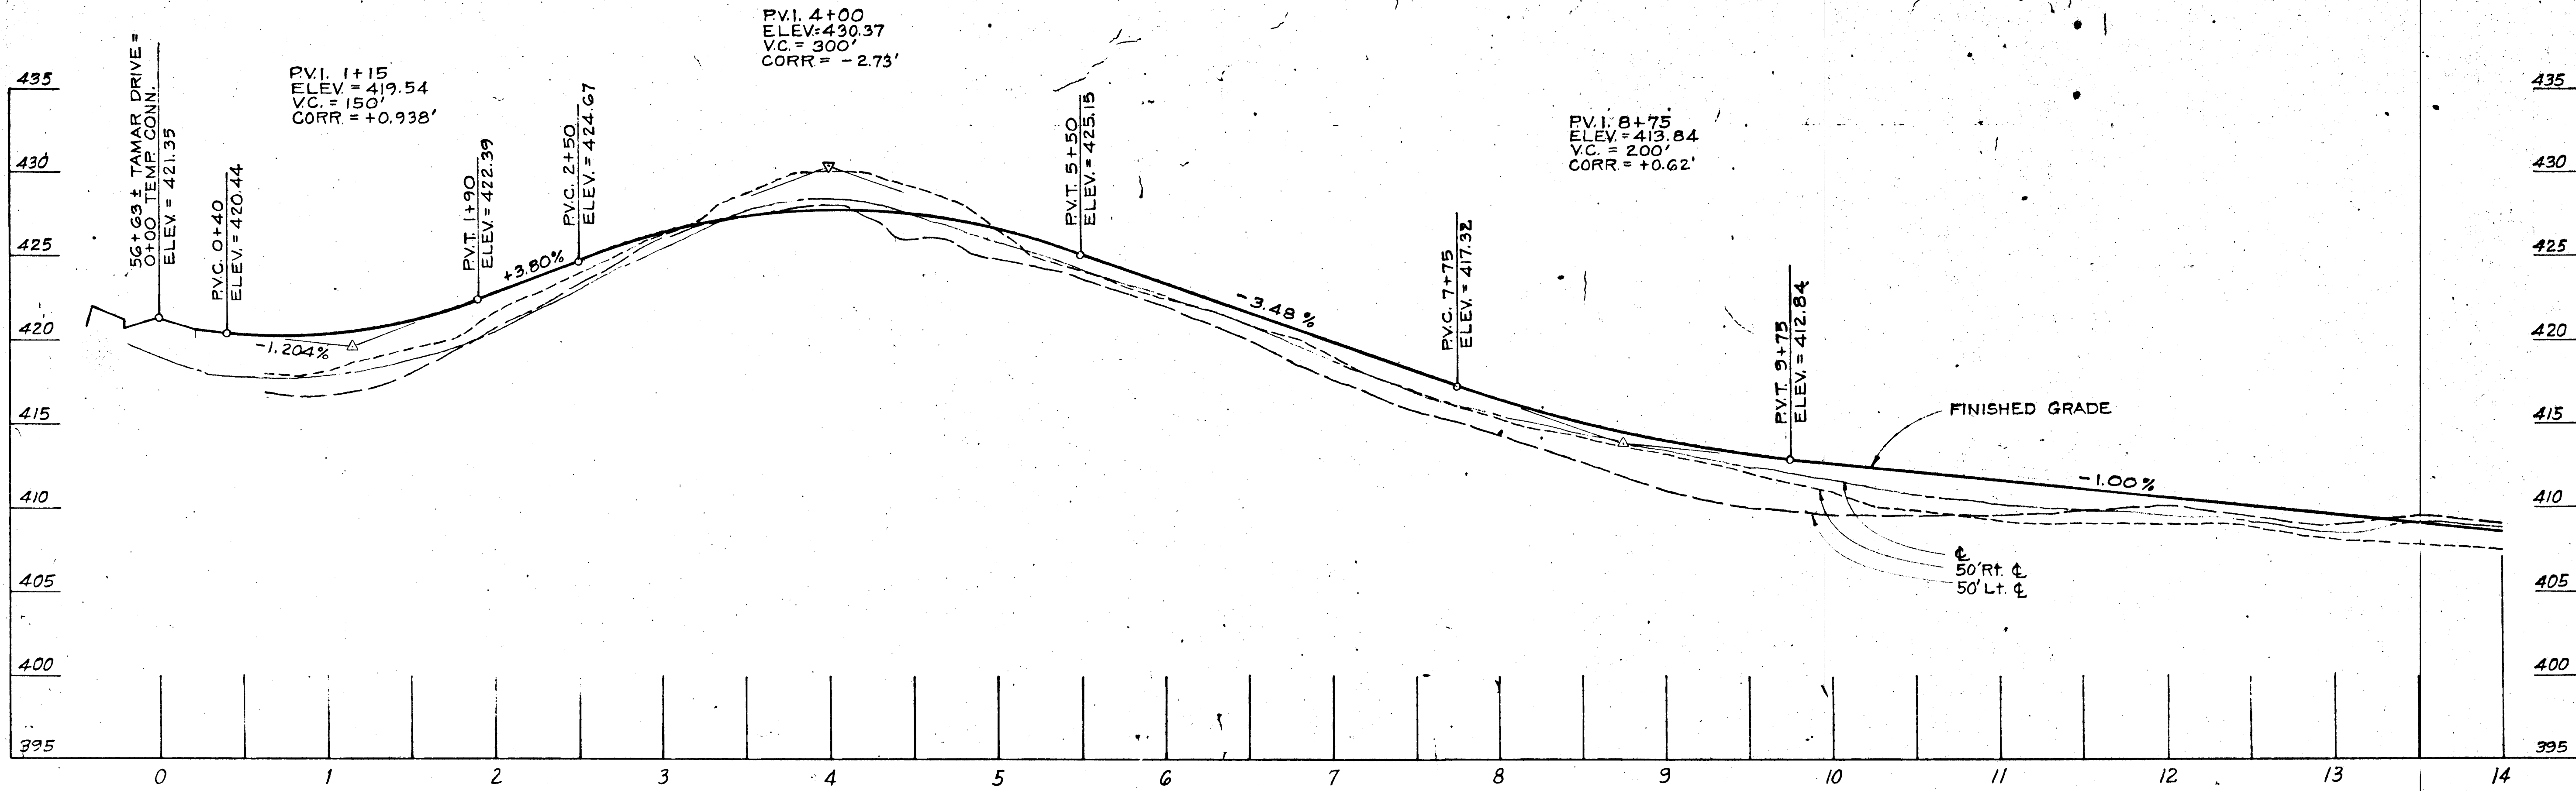 P.V.I. 4+00
ELEV.=430.37
V.C. = 300'
CORR. = -2.73'
P.V.I. 1+15
ELEV. = 419.54
V.C. = 150'
CORR. = +0.938'
P.V.I. 8+75
ELEV. = 413.84
V.C. = 200'
CORR. = +0.62'
56+63 ± TAMAR DRIVE =
0+00 TEMP. CONN.
ELEV. = 421.35
P.V.C. 0+40
ELEV. = 420.44
P.V.T. 1+90
ELEV. = 422.39
P.V.C. 2+50
ELEV. = 424.67
P.V.T. 5+50
ELEV. = 425.15
P.V.C. 7+75
ELEV. = 417.32
P.V.T. 9+75
ELEV. = 412.84
-1.204%
+3.80%
-3.48%
-1.00%
FINISHED GRADE
℄
50' Rt. ℄
50' Lt. ℄
435
430
425
420
415
410
405
400
395
435
430
425
420
415
410
405
400
395
0 1 2 3 4 5 6 7 8 9 10 11 12 13 14